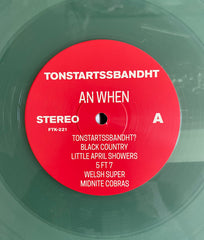 TONSTARTSSBANDHT
AN WHEN
STEREO A
FTK-221
TONSTARTSSBANDHT?
BLACK COUNTRY
LITTLE APRIL SHOWERS
5 FT 7
WELSH SUPER
MIDNITE COBRAS